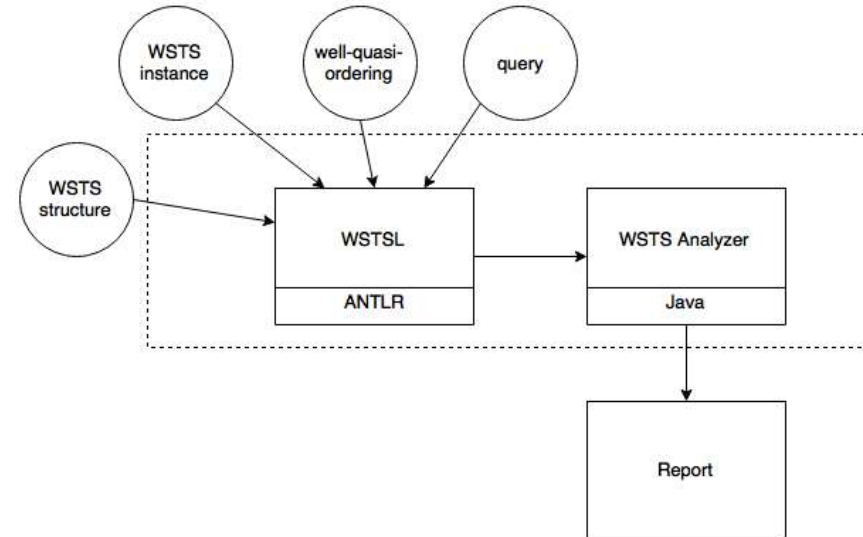 WSTS
instance
well-quasi-
ordering
query
WSTS
structure
WSTSL
ANTLR
WSTS Analyzer
Java
Report